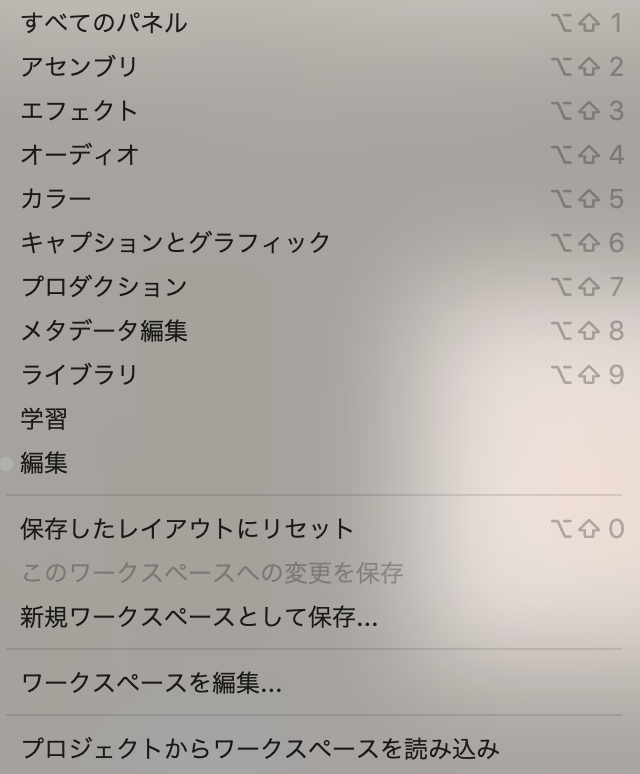 すべてのパネル ⌥⇧1
アセンブリ ⌥⇧2
エフェクト ⌥⇧3
オーディオ ⌥⇧4
カラー ⌥⇧5
キャプションとグラフィック ⌥⇧6
プロダクション ⌥⇧7
メタデータ編集 ⌥⇧8
ライブラリ ⌥⇧9
学習
編集
保存したレイアウトにリセット ⌥⇧0
このワークスペースへの変更を保存
新規ワークスペースとして保存...
ワークスペースを編集...
プロジェクトからワークスペースを読み込み